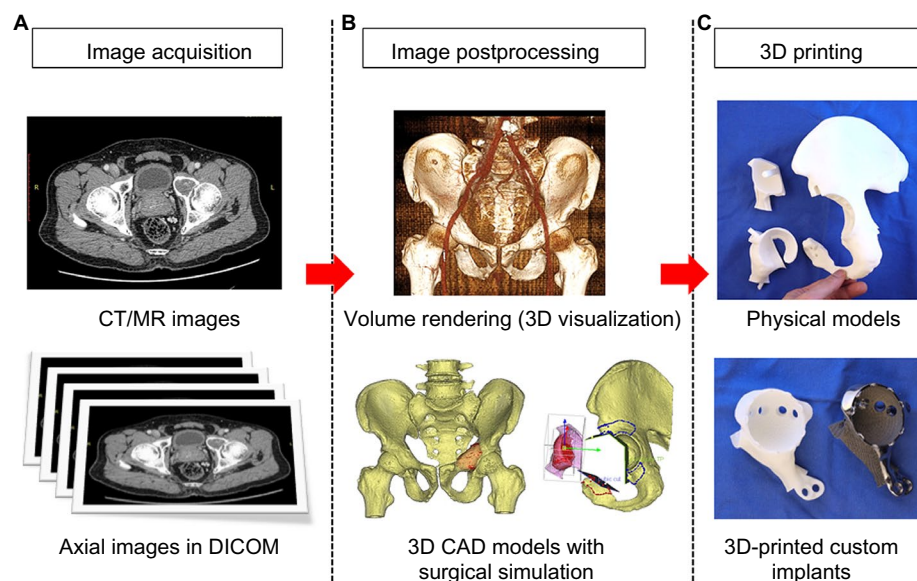 A
Image acquisition
B
Image postprocessing
C
3D printing
R
L
CT/MR images
Volume rendering (3D visualization)
Physical models
Axial images in DICOM
3D CAD models with
surgical simulation
3D-printed custom
implants